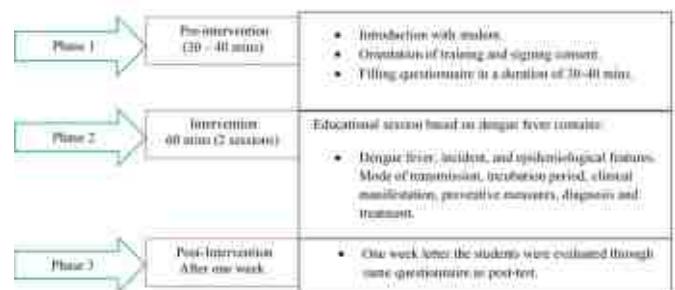 Phase 1
Pre-intervention
(30 – 40 mins)
• Introduction with student.
• Orientation of training and signing consent.
• Filling questionnaire in a duration of 30-40 mins.
Phase 2
Intervention
60 mins (2 sessions)
Educational session based on dengue fever contains:
• Dengue fever, incident, and epidemiological features.
Mode of transmission, incubation period, clinical
manifestation, preventive measures, diagnosis and
treatment.
Phase 3
Post-Intervention
After one week
• One week letter the students were evaluated through
same questionnaire as post-test.